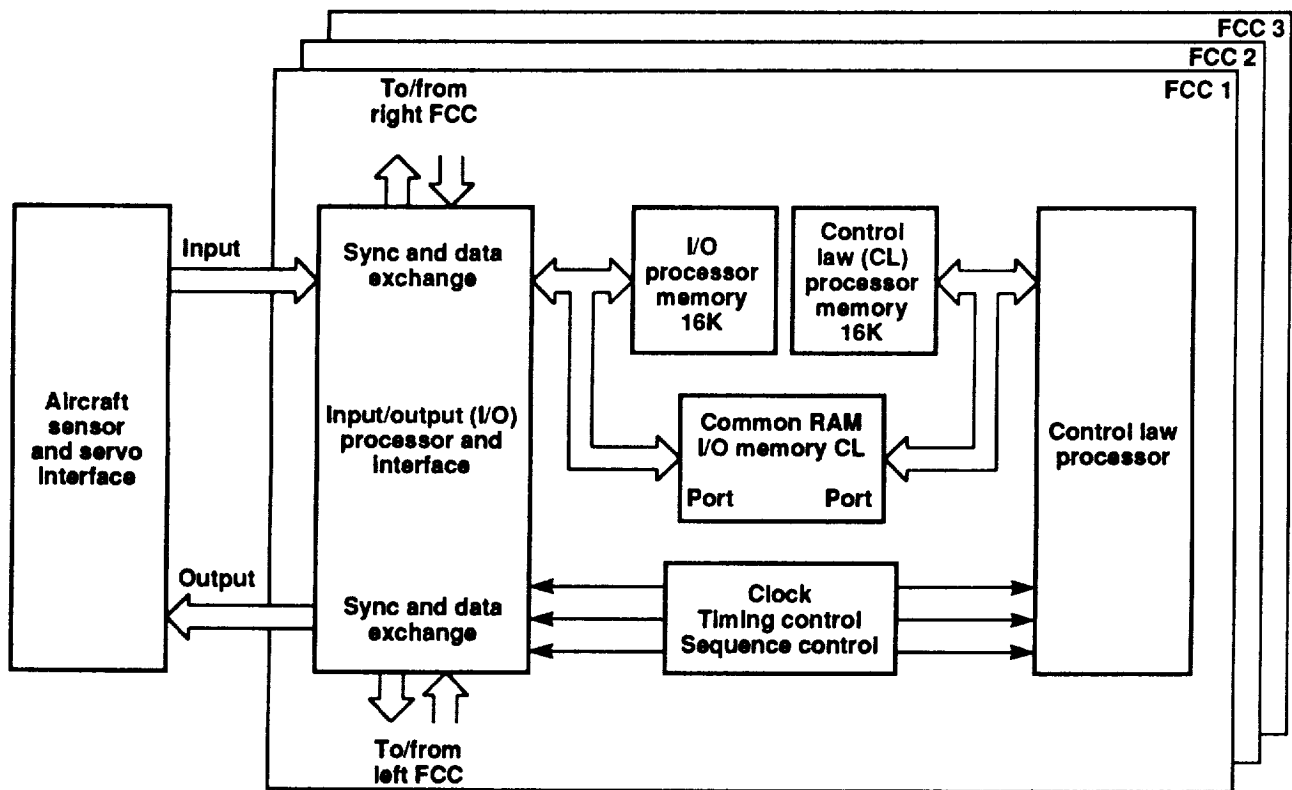 FCC 3
FCC 2
FCC 1
To/from
right FCC
Input
Sync and data
exchange
I/O
processor
memory
16K
Control
law (CL)
processor
memory
16K
Aircraft
sensor
and servo
interface
Input/output (I/O)
processor and
interface
Common RAM
I/O memory CL
Port Port
Control law
processor
Output
Sync and data
exchange
Clock
Timing control
Sequence control
To/from
left FCC